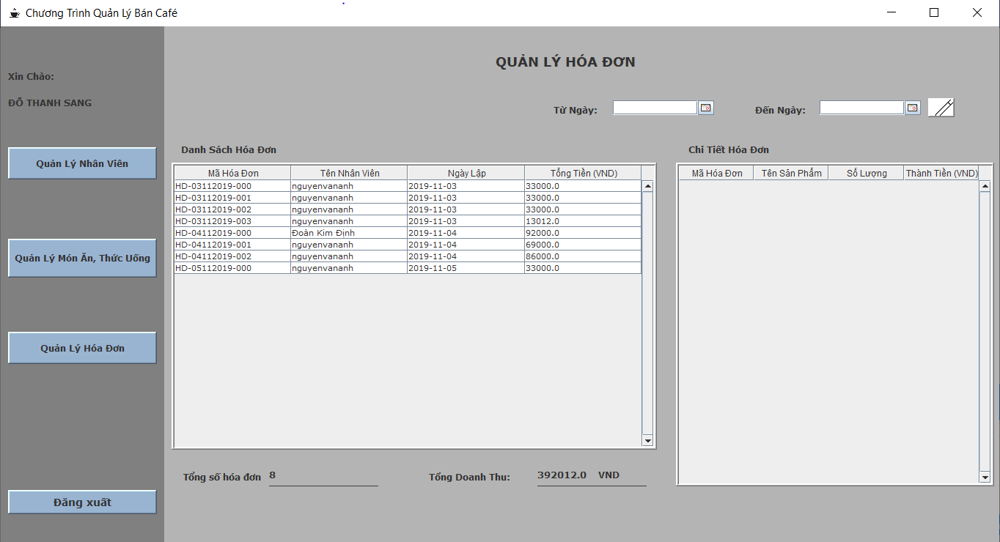 Chương Trình Quản Lý Bán Café
Xin Chào:
ĐỖ THANH SANG
Quản Lý Nhân Viên
Quản Lý Món Ăn, Thức Uống
Quản Lý Hóa Đơn
Đăng xuất
QUẢN LÝ HÓA ĐƠN
Từ Ngày: Đến Ngày:
Danh Sách Hóa Đơn
Mã Hóa Đơn Tên Nhân Viên Ngày Lập Tổng Tiền (VND)
HD-03112019-000 nguyenvananh 2019-11-03 33000.0
HD-03112019-001 nguyenvananh 2019-11-03 33000.0
HD-03112019-002 nguyenvananh 2019-11-03 33000.0
HD-03112019-003 nguyenvananh 2019-11-03 13012.0
HD-04112019-000 Đoàn Kim Định 2019-11-04 92000.0
HD-04112019-001 nguyenvananh 2019-11-04 69000.0
HD-04112019-002 nguyenvananh 2019-11-04 86000.0
HD-05112019-000 nguyenvananh 2019-11-05 33000.0
Tổng số hóa đơn 8 Tổng Doanh Thu: 392012.0 VND
Chi Tiết Hóa Đơn
Mã Hóa Đơn Tên Sản Phẩm Số Lượng Thành Tiền (VND)